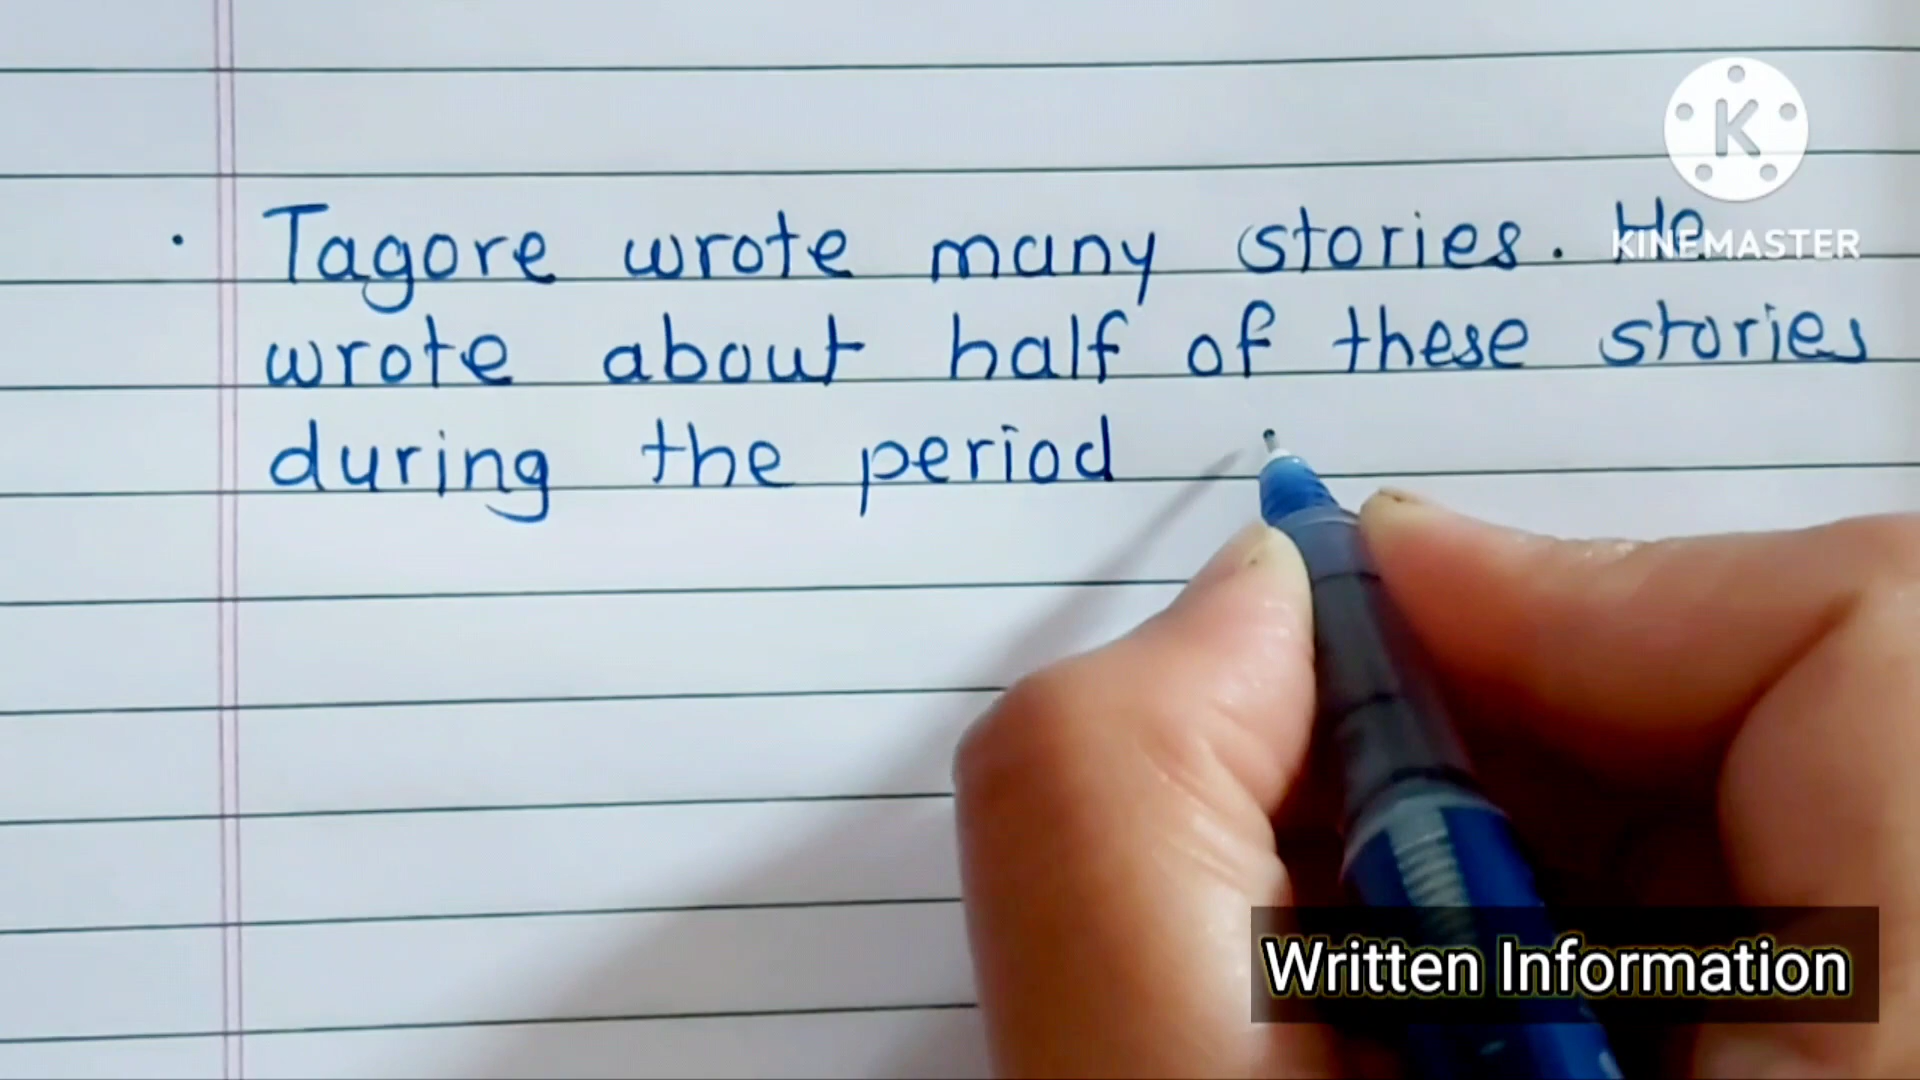 K
KINEMASTER
· Tagore wrote many stories. He
wrote about half of these stories
during the period
Written Information